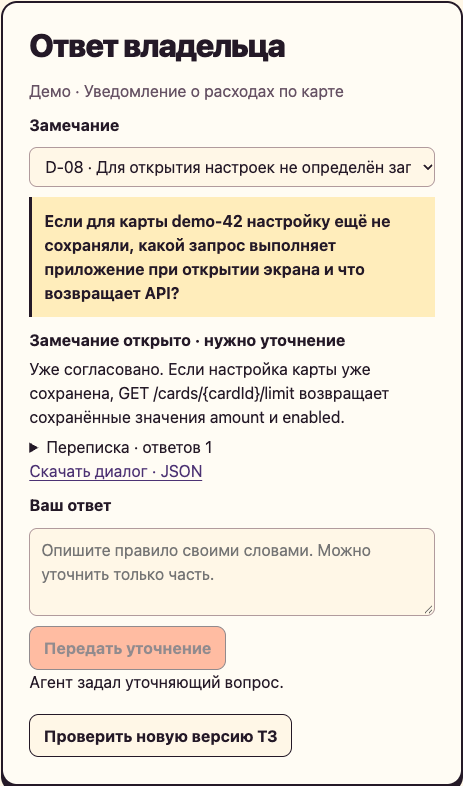 Ответ владельца
Демо · Уведомление о расходах по карте
Замечание
D-08 · Для открытия настроек не определён заг
Если для карты demo-42 настройку ещё не
сохраняли, какой запрос выполняет
приложение при открытии экрана и что
возвращает API?
Замечание открыто · нужно уточнение
Уже согласовано. Если настройка карты уже
сохранена, GET /cards/{cardId}/limit возвращает
сохранённые значения amount и enabled.
▶ Переписка · ответов 1
Скачать диалог · JSON
Ваш ответ
Опишите правило своими словами. Можно
уточнить только часть.
Передать уточнение
Агент задал уточняющий вопрос.
Проверить новую версию ТЗ